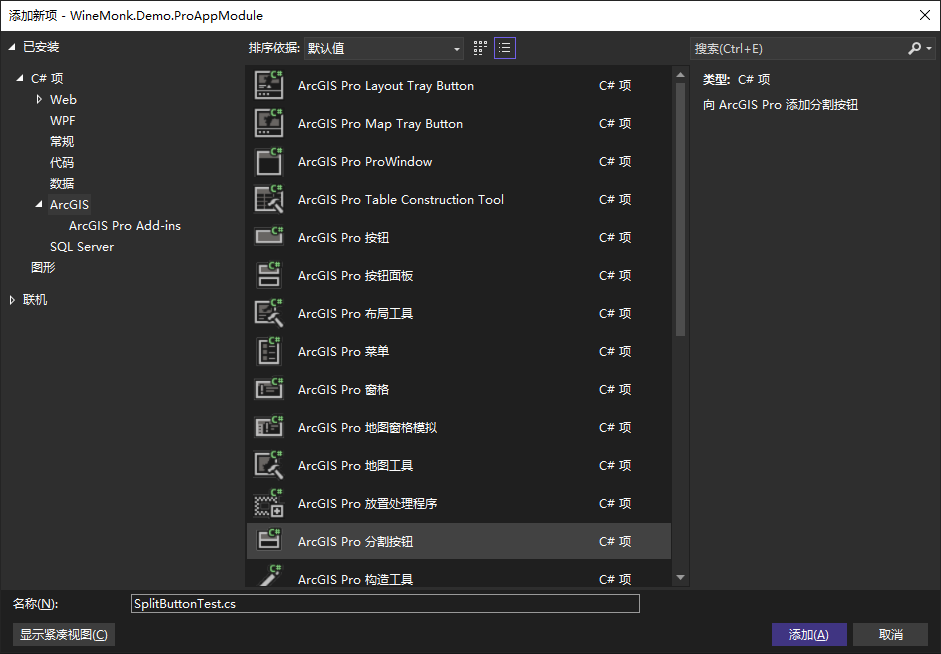 添加新项 - WineMonk.Demo.ProAppModule
已安装
C# 项
Web
WPF
常规
代码
数据
ArcGIS
ArcGIS Pro Add-ins
SQL Server
图形
联机
排序依据: 默认值
ArcGIS Pro Layout Tray Button C# 项
ArcGIS Pro Map Tray Button C# 项
ArcGIS Pro ProWindow C# 项
ArcGIS Pro Table Construction Tool C# 项
ArcGIS Pro 按钮 C# 项
ArcGIS Pro 按钮面板 C# 项
ArcGIS Pro 布局工具 C# 项
ArcGIS Pro 菜单 C# 项
ArcGIS Pro 窗格 C# 项
ArcGIS Pro 地图窗格模拟 C# 项
ArcGIS Pro 地图工具 C# 项
ArcGIS Pro 放置处理程序 C# 项
ArcGIS Pro 分割按钮 C# 项
ArcGIS Pro 构造工具 C# 项
搜索(Ctrl+E)
类型: C# 项
向 ArcGIS Pro 添加分割按钮
名称(N): SplitButtonTest.cs
显示紧凑视图(C)
添加(A) 取消